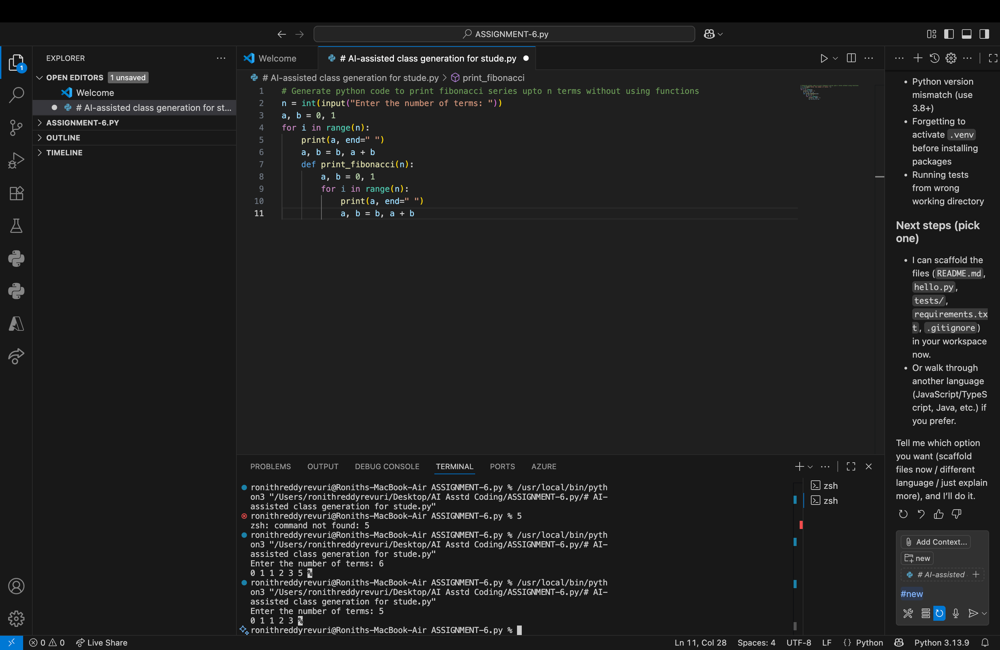 ASSIGNMENT-6.py
EXPLORER
OPEN EDITORS 1 unsaved
Welcome
# AI-assisted class generation for st...
ASSIGNMENT-6.PY
OUTLINE
TIMELINE
1
Welcome
# AI-assisted class generation for stude.py
# AI-assisted class generation for stude.py > print_fibonacci
1 # Generate python code to print fibonacci series upto n terms without using functions
2 n = int(input("Enter the number of terms: "))
3 a, b = 0, 1
4 for i in range(n):
5 print(a, end=" ")
6 a, b = b, a + b
7 def print_fibonacci(n):
8 a, b = 0, 1
9 for i in range(n):
10 print(a, end=" ")
11 a, b = b, a + b
PROBLEMS OUTPUT DEBUG CONSOLE TERMINAL PORTS AZURE
ronithreddyrevuri@Roniths-MacBook-Air ASSIGNMENT-6.py % /usr/local/bin/pyth
on3 "/Users/ronithreddyrevuri/Desktop/AI Asstd Coding/ASSIGNMENT-6.py/# AI-
assisted class generation for stude.py"
ronithreddyrevuri@Roniths-MacBook-Air ASSIGNMENT-6.py % 5
zsh: command not found: 5
ronithreddyrevuri@Roniths-MacBook-Air ASSIGNMENT-6.py % /usr/local/bin/pyth
on3 "/Users/ronithreddyrevuri/Desktop/AI Asstd Coding/ASSIGNMENT-6.py/# AI-
assisted class generation for stude.py"
Enter the number of terms: 6
0 1 1 2 3 5 %
ronithreddyrevuri@Roniths-MacBook-Air ASSIGNMENT-6.py % /usr/local/bin/pyth
on3 "/Users/ronithreddyrevuri/Desktop/AI Asstd Coding/ASSIGNMENT-6.py/# AI-
assisted class generation for stude.py"
Enter the number of terms: 5
0 1 1 2 3 %
ronithreddyrevuri@Roniths-MacBook-Air ASSIGNMENT-6.py %
zsh
zsh
• Python version
mismatch (use
3.8+)
• Forgetting to
activate .venv
before installing
packages
• Running tests
from wrong
working directory
Next steps (pick
one)
• I can scaffold the
files (README.md,
hello.py,
tests/,
requirements.tx
t, .gitignore)
in your workspace
now.
• Or walk through
another language
(JavaScript/TypeS
cript, Java, etc.) if
you prefer.
Tell me which option
you want (scaffold
files now / different
language / just explain
more), and I'll do it.
Add Context...
new
# AI-assisted
#new
0 0 Live Share
Ln 11, Col 28 Spaces: 4 UTF-8 LF {} Python Python 3.13.9